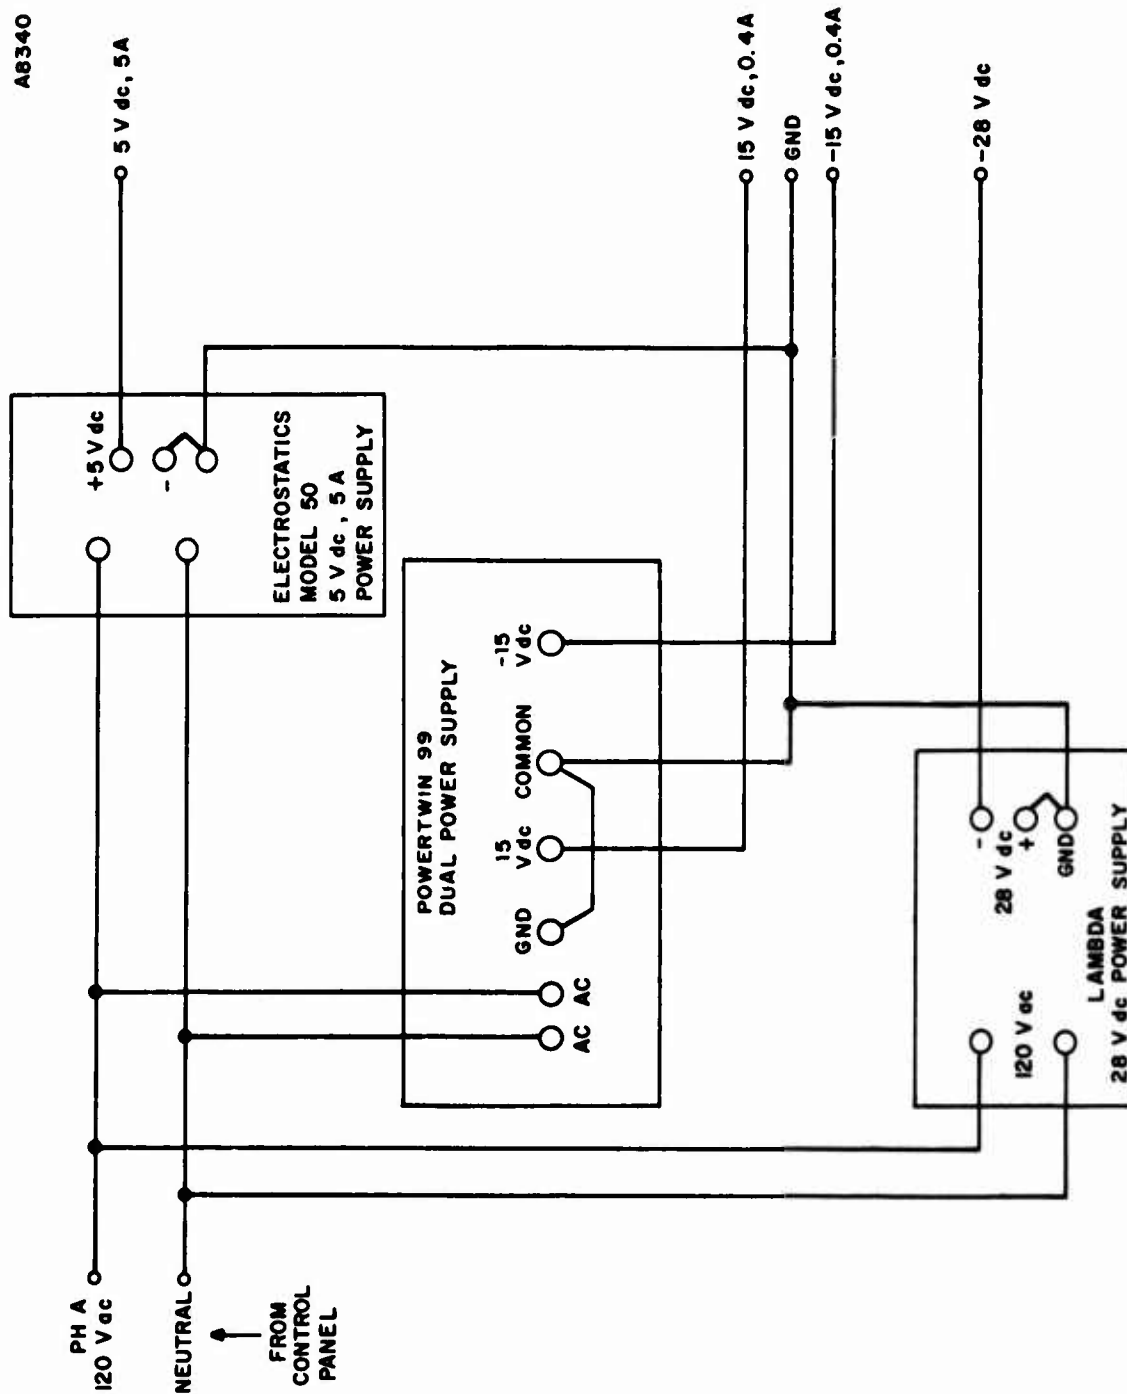 A8340
PH A
120 V ac
NEUTRAL
FROM
CONTROL
PANEL
+5 V dc
-
ELECTROSTATICS
MODEL 50
5 V dc, 5 A
POWER SUPPLY
5 V dc, 5A
POWERTWIN 99
DUAL POWER SUPPLY
AC
AC
GND
15
V dc
COMMON
-15
V dc
15 V dc, 0.4A
GND
-15 V dc, 0.4A
120 V ac
-
28 V dc
+
GND
LAMBDA
28 V dc POWER SUPPLY
-28 V dc